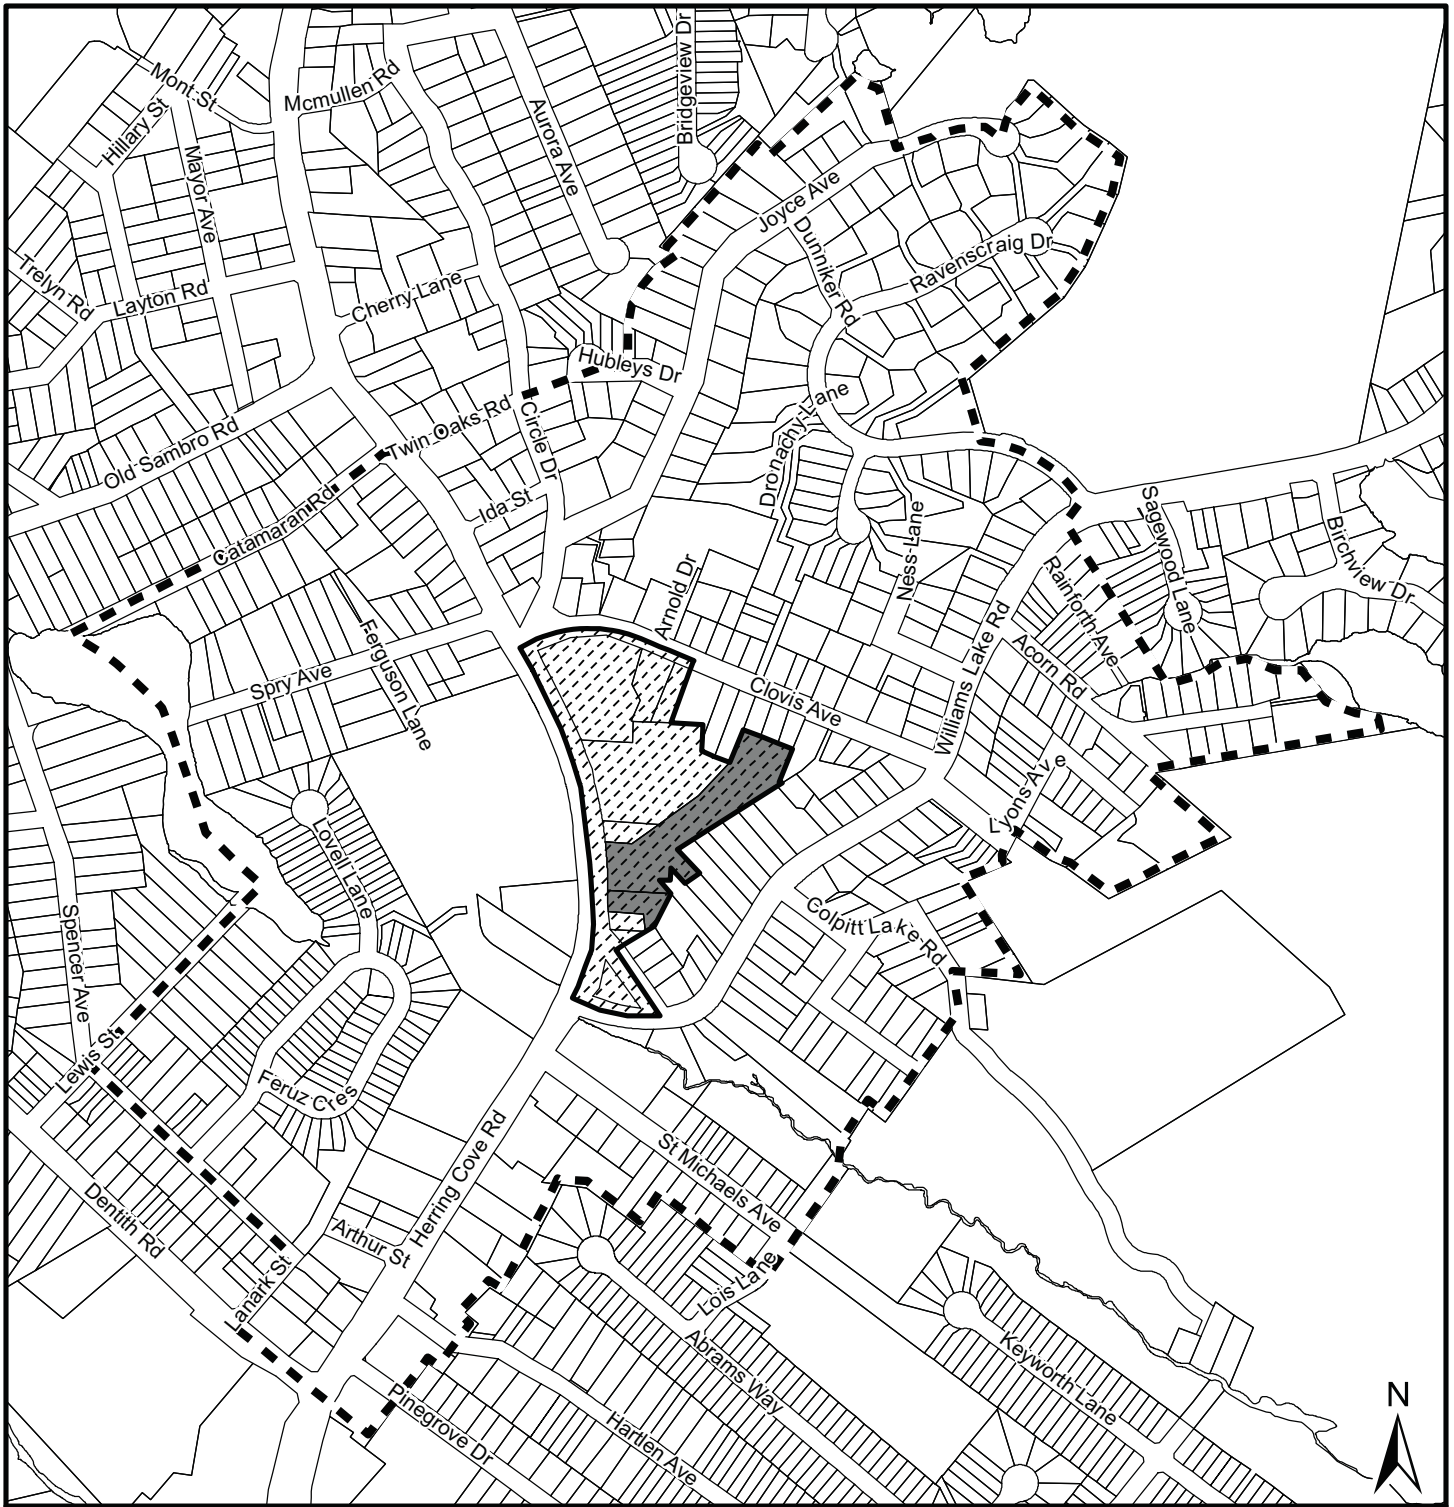 Bridgeview Dr
Mont St
Mcmullen Rd
Hillary St
Aurora Ave
Mayor Ave
Joyce Ave
Dunniker Rd
Ravenscraig Dr
Trelyn Rd
Layton Rd
Cherry Lane
Hubleys Dr
Circle Dr
Twin Oaks Rd
Dronachy Lane
Old Sambro Rd
Catamaran Rd
Ida St
Ness Lane
Sagewood Lane
Birchview Dr
Arnold Dr
Rainforth Ave
Ferguson Lane
Williams Lake Rd
Acorn Rd
Spry Ave
Clovis Ave
Lyons Ave
Lovell Lane
Colpitt Lake Rd
Spencer Ave
Lewis St
Feruz Cres
Herring Cove Rd
St Michaels Ave
Dentith Rd
Arthur St
Lanark St
Lois Lane
Abrams Way
Keyworth Lane
Pinegrove Dr
Hartlen Ave
N